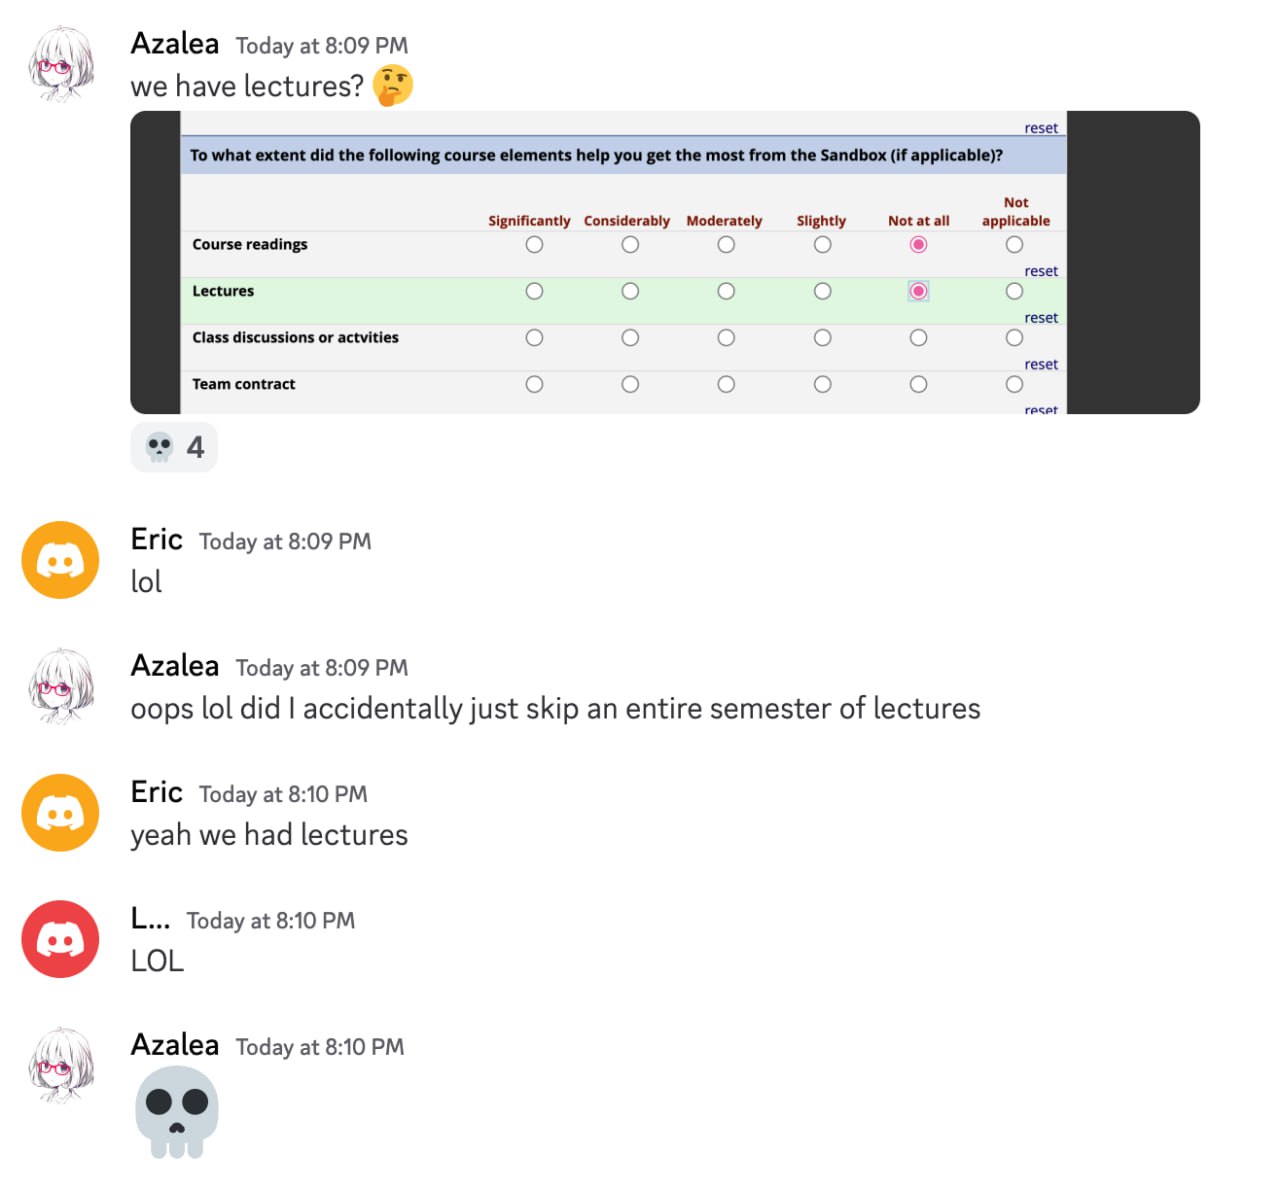 Azalea Today at 8:09 PM
we have lectures? 🤔
reset
To what extent did the following course elements help you get the most from the Sandbox (if applicable)?
Not
Significantly Considerably Moderately Slightly Not at all applicable
Course readings
reset
Lectures
reset
Class discussions or actvities
reset
Team contract
reset
💀 4
Eric Today at 8:09 PM
lol
Azalea Today at 8:09 PM
oops lol did I accidentally just skip an entire semester of lectures
Eric Today at 8:10 PM
yeah we had lectures
L... Today at 8:10 PM
LOL
Azalea Today at 8:10 PM
💀